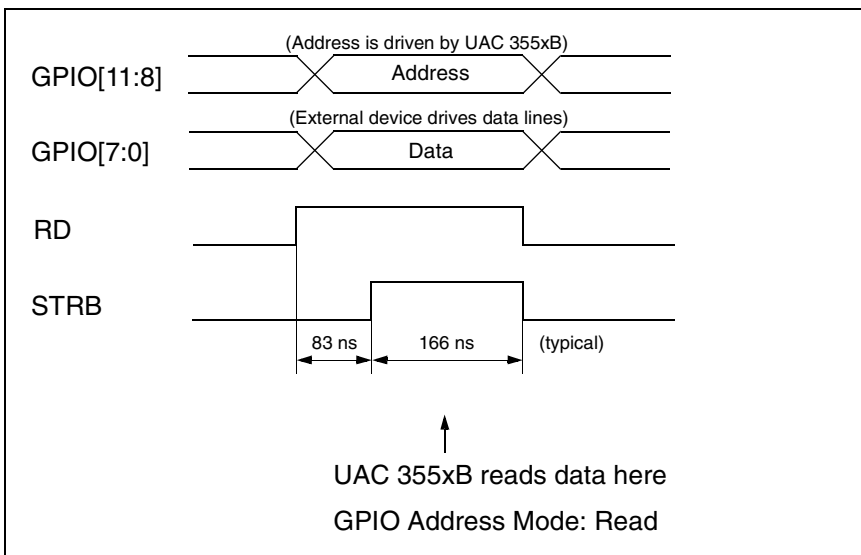 (Address is driven by UAC 355xB)
GPIO[11:8]
Address
(External device drives data lines)
GPIO[7:0]
Data
RD
STRB
83 ns
166 ns
(typical)
UAC 355xB reads data here
GPIO Address Mode: Read